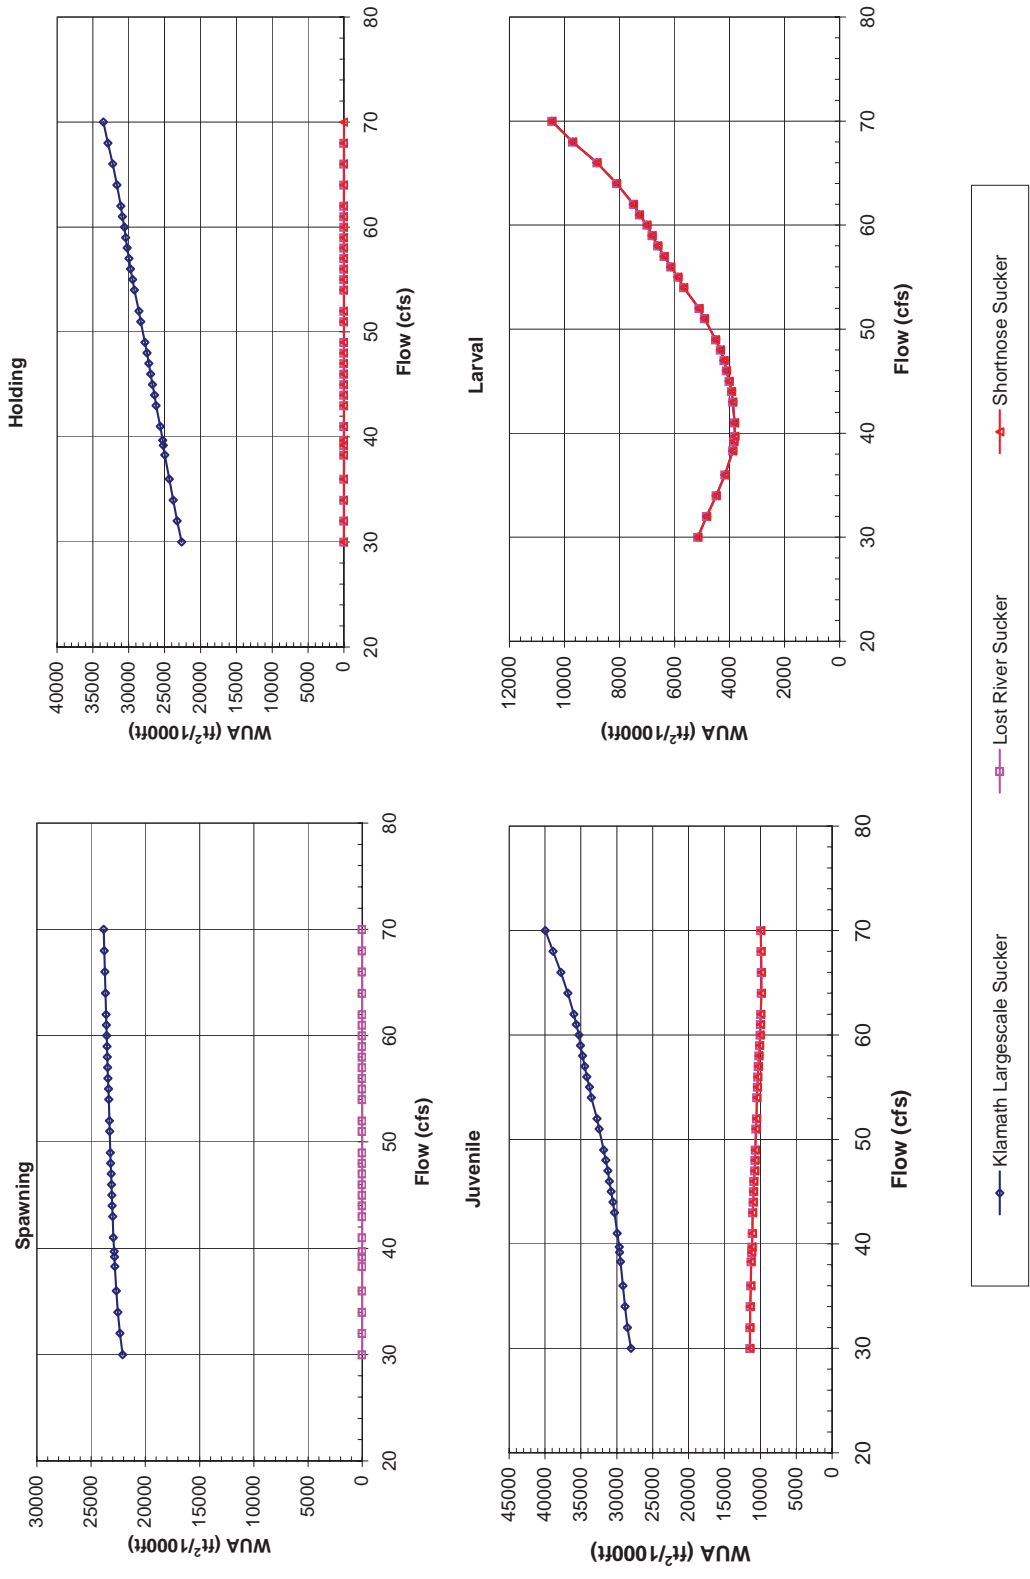 Spawning
WUA (ft²/1000ft)
30000
25000
20000
15000
10000
5000
0
20 30 40 50 60 70 80
Flow (cfs)
Holding
WUA (ft²/1000ft)
40000
35000
30000
25000
20000
15000
10000
5000
0
20 30 40 50 60 70 80
Flow (cfs)
Juvenile
WUA (ft²/1000ft)
45000
40000
35000
30000
25000
20000
15000
10000
5000
0
20 30 40 50 60 70 80
Flow (cfs)
Larval
WUA (ft²/1000ft)
12000
10000
8000
6000
4000
2000
0
20 30 40 50 60 70 80
Flow (cfs)
Klamath Largescale Sucker Lost River Sucker Shortnose Sucker